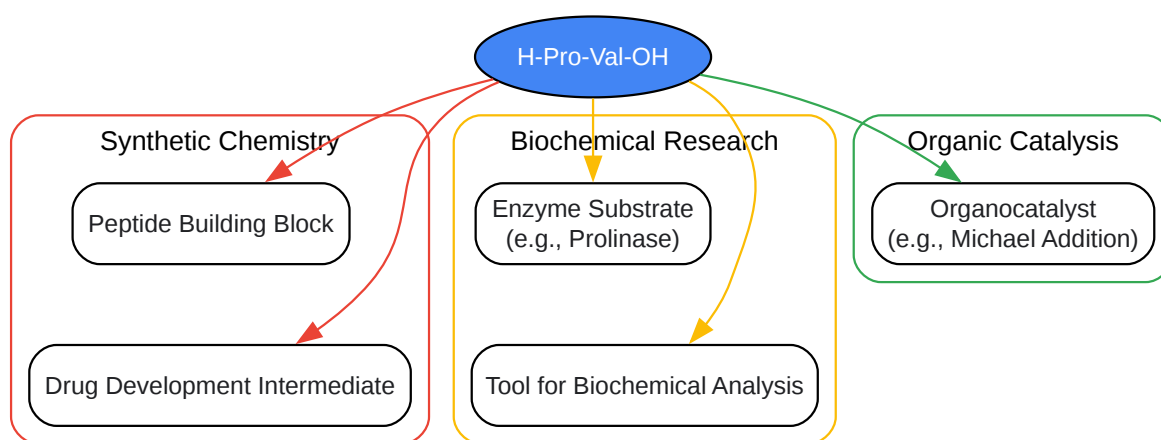 H-Pro-Val-OH
Synthetic Chemistry
Biochemical Research
Organic Catalysis
Peptide Building Block
Enzyme Substrate
(e.g., Prolinase)
Organocatalyst
(e.g., Michael Addition)
Drug Development Intermediate
Tool for Biochemical Analysis